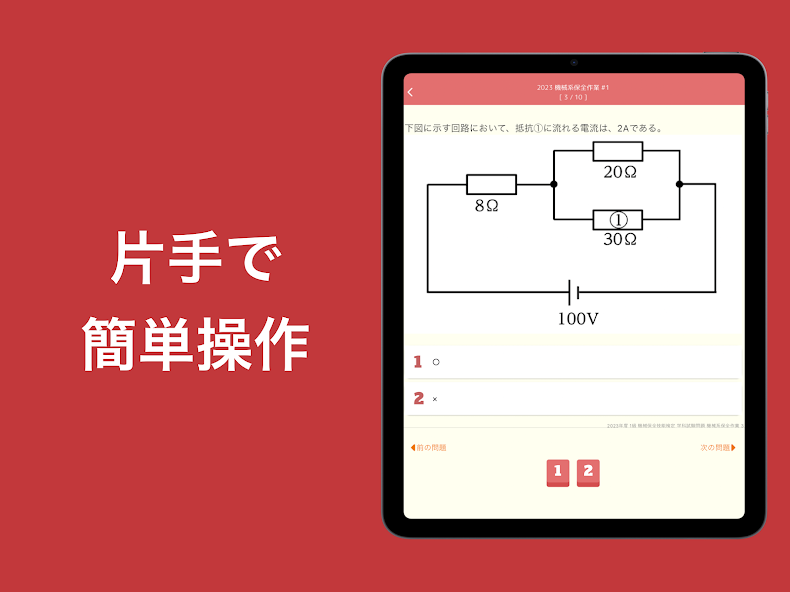 片手で
簡単操作
2023 機械系保全作業 #1
[ 3 / 10 ]
下図に示す回路において、抵抗①に流れる電流は、2Aである。
20Ω
8Ω
①
30Ω
100V
1 ○
2 ×
2023年度 1級 機械保全技能検定 学科試験問題 機械系保全作業 3
前の問題
次の問題
1 2